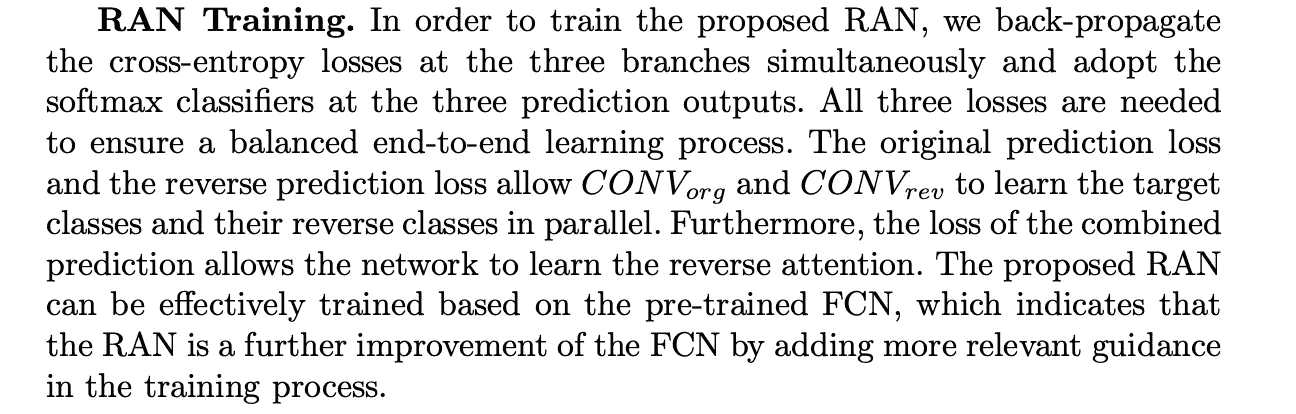 RAN Training. In order to train the proposed RAN, we back-propagate
the cross-entropy losses at the three branches simultaneously and adopt the
softmax classifiers at the three prediction outputs. All three losses are needed
to ensure a balanced end-to-end learning process. The original prediction loss
and the reverse prediction loss allow CONV_org and CONV_rev to learn the target
classes and their reverse classes in parallel. Furthermore, the loss of the combined
prediction allows the network to learn the reverse attention. The proposed RAN
can be effectively trained based on the pre-trained FCN, which indicates that
the RAN is a further improvement of the FCN by adding more relevant guidance
in the training process.